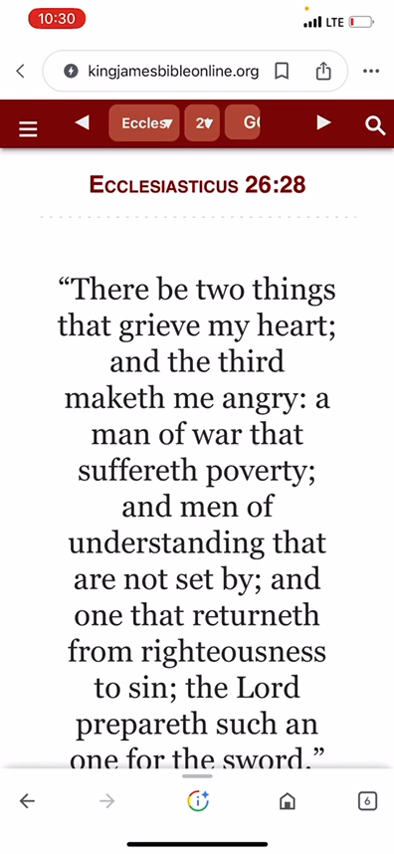 10:30
LTE
kingjamesbibleonline.org
Eccles
2
ECCLESIASTICUS 26:28
“There be two things
that grieve my heart;
and the third
maketh me angry: a
man of war that
suffereth poverty;
and men of
understanding that
are not set by; and
one that returneth
from righteousness
to sin; the Lord
prepareth such an
one for the sword.”
6